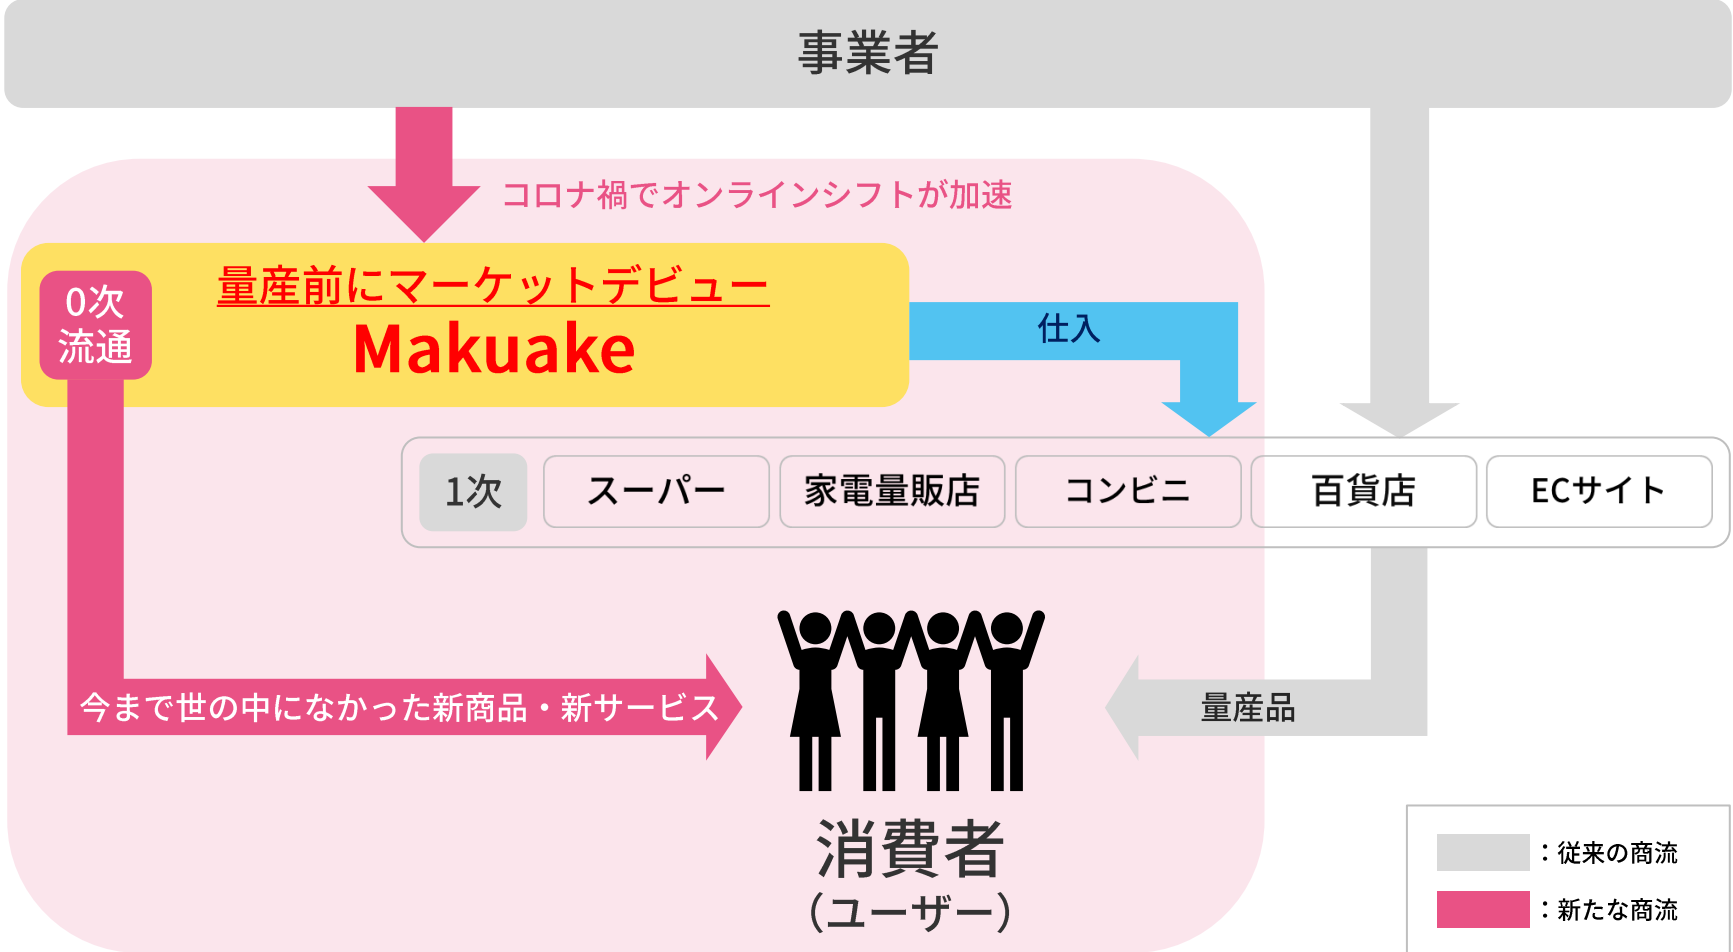 事業者
コロナ禍でオンラインシフトが加速
0次
流通
量産前にマーケットデビュー
Makuake
仕入
1次
スーパー
家電量販店
コンビニ
百貨店
ECサイト
今まで世の中になかった新商品・新サービス
量産品
消費者
（ユーザー）
：従来の商流
：新たな商流